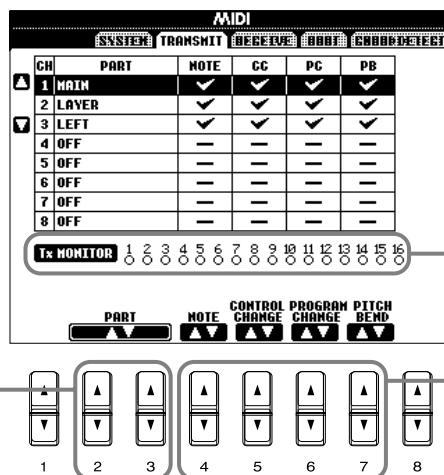 MIDI
SYSTEM TRANSMIT RECEIVE ROOT CHORD DETECT
CH PART NOTE CC PC PB
1 MAIN
2 LAYER
3 LEFT
4 OFF
5 OFF
6 OFF
7 OFF
8 OFF
Tx MONITOR 1 2 3 4 5 6 7 8 9 10 11 12 13 14 15 16
PART NOTE CONTROL CHANGE PROGRAM CHANGE PITCH BEND
1 2 3 4 5 6 7 8